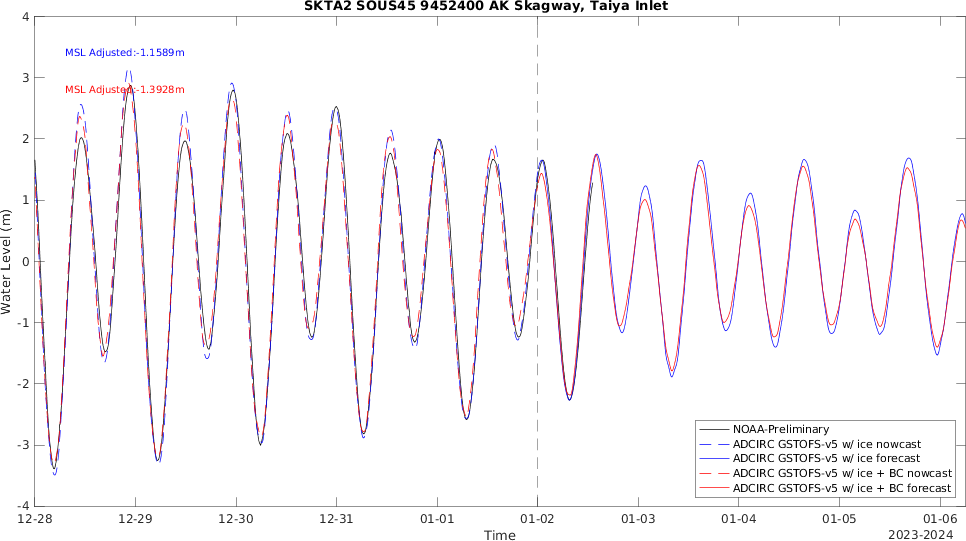 SKTA2 SOUS45 9452400 AK Skagway, Taiya Inlet
MSL Adjusted:-1.1589m
MSL Adjusted:-1.3928m
Water Level (m)
4
3
2
1
0
-1
-2
-3
-4
NOAA-Preliminary
ADCIRC GSTOFS-v5 w/ ice nowcast
ADCIRC GSTOFS-v5 w/ ice forecast
ADCIRC GSTOFS-v5 w/ ice + BC nowcast
ADCIRC GSTOFS-v5 w/ ice + BC forecast
12-28 12-29 12-30 12-31 01-01 01-02 01-03 01-04 01-05 01-06
Time
2023-2024